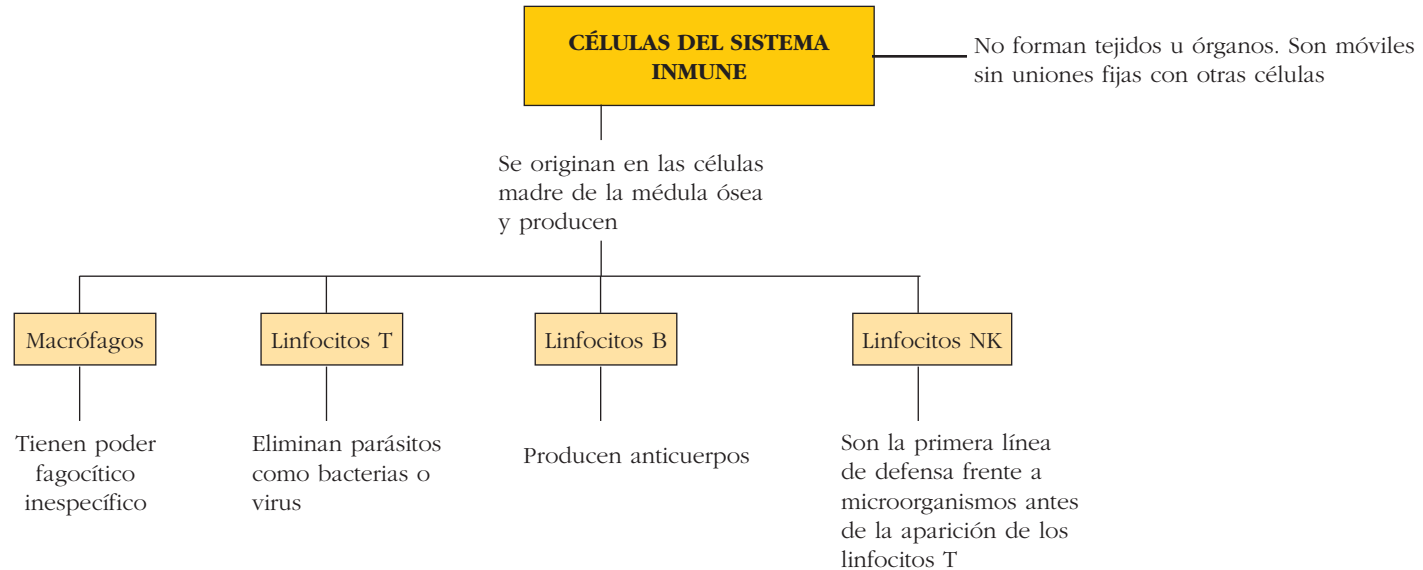 CÉLULAS DEL SISTEMA
INMUNE
No forman tejidos u órganos. Son móviles
sin uniones fijas con otras células
Se originan en las células
madre de la médula ósea
y producen
Macrófagos
Linfocitos T
Linfocitos B
Linfocitos NK
Tienen poder
fagocítico
inespecífico
Eliminan parásitos
como bacterias o
virus
Producen anticuerpos
Son la primera línea
de defensa frente a
microorganismos antes
de la aparición de los
linfocitos T